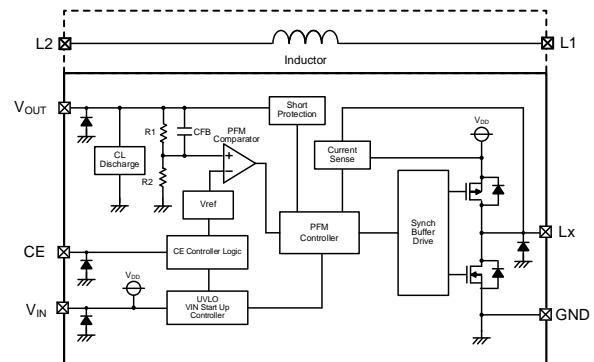 L2
L1
Inductor
VOUT
Short
Protection
R1
CFB
PFM
Comparator
VDD
CL
Discharge
Current
Sense
+
−
R2
Vref
PFM
Controller
Synch
Buffer
Drive
Lx
CE
CE Controller Logic
VDD
VIN
UVLO
VIN Start Up
Controller
GND